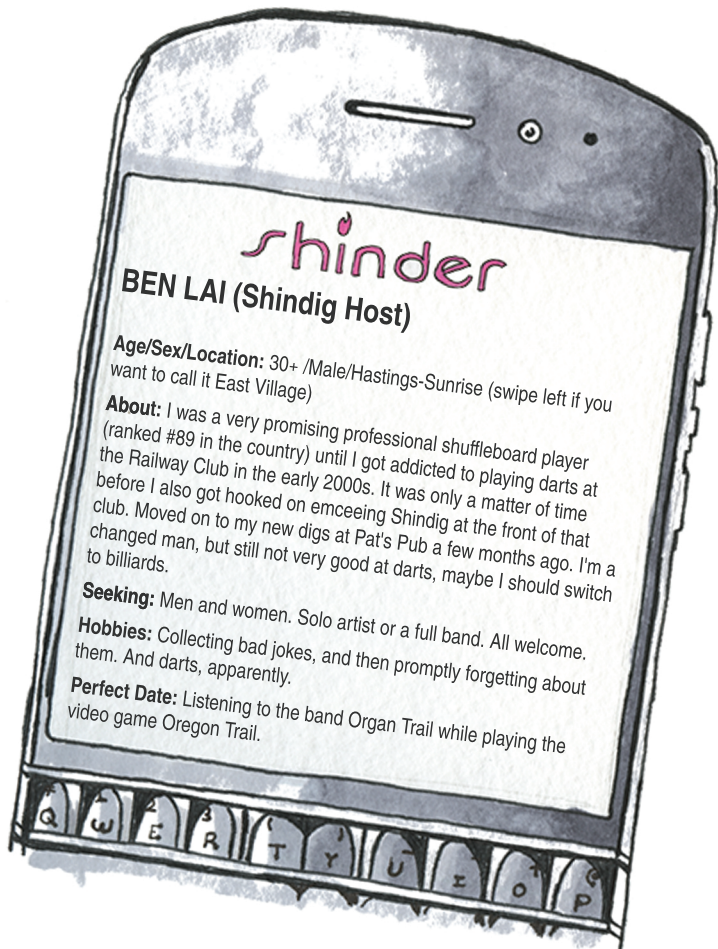 shinder
BEN LAI (Shindig Host)
Age/Sex/Location: 30+ /Male/Hastings-Sunrise (swipe left if you
want to call it East Village)
About: I was a very promising professional shuffleboard player
(ranked #89 in the country) until I got addicted to playing darts at
the Railway Club in the early 2000s. It was only a matter of time
before I also got hooked on emceeing Shindig at the front of that
club. Moved on to my new digs at Pat's Pub a few months ago. I'm a
changed man, but still not very good at darts, maybe I should switch
to billiards.
Seeking: Men and women. Solo artist or a full band. All welcome.
Hobbies: Collecting bad jokes, and then promptly forgetting about
them. And darts, apparently.
Perfect Date: Listening to the band Organ Trail while playing the
video game Oregon Trail.
Q W E R T Y U I O P